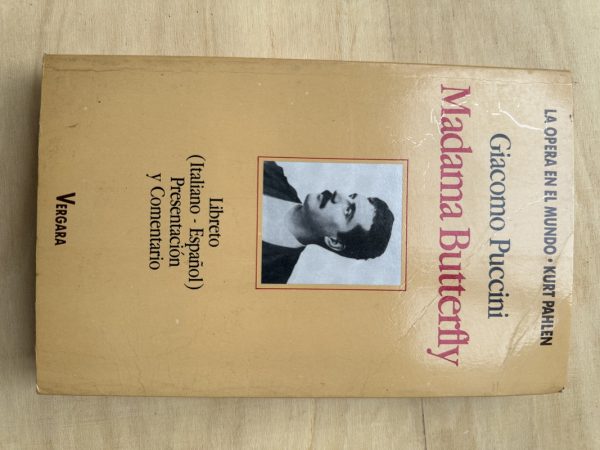 LA OPERA EN EL MUNDO • KURT PAHLEN
Giacomo Puccini
Madama Butterfly
Libreto
(Italiano - Español)
Presentación
y Comentario
VERGARA